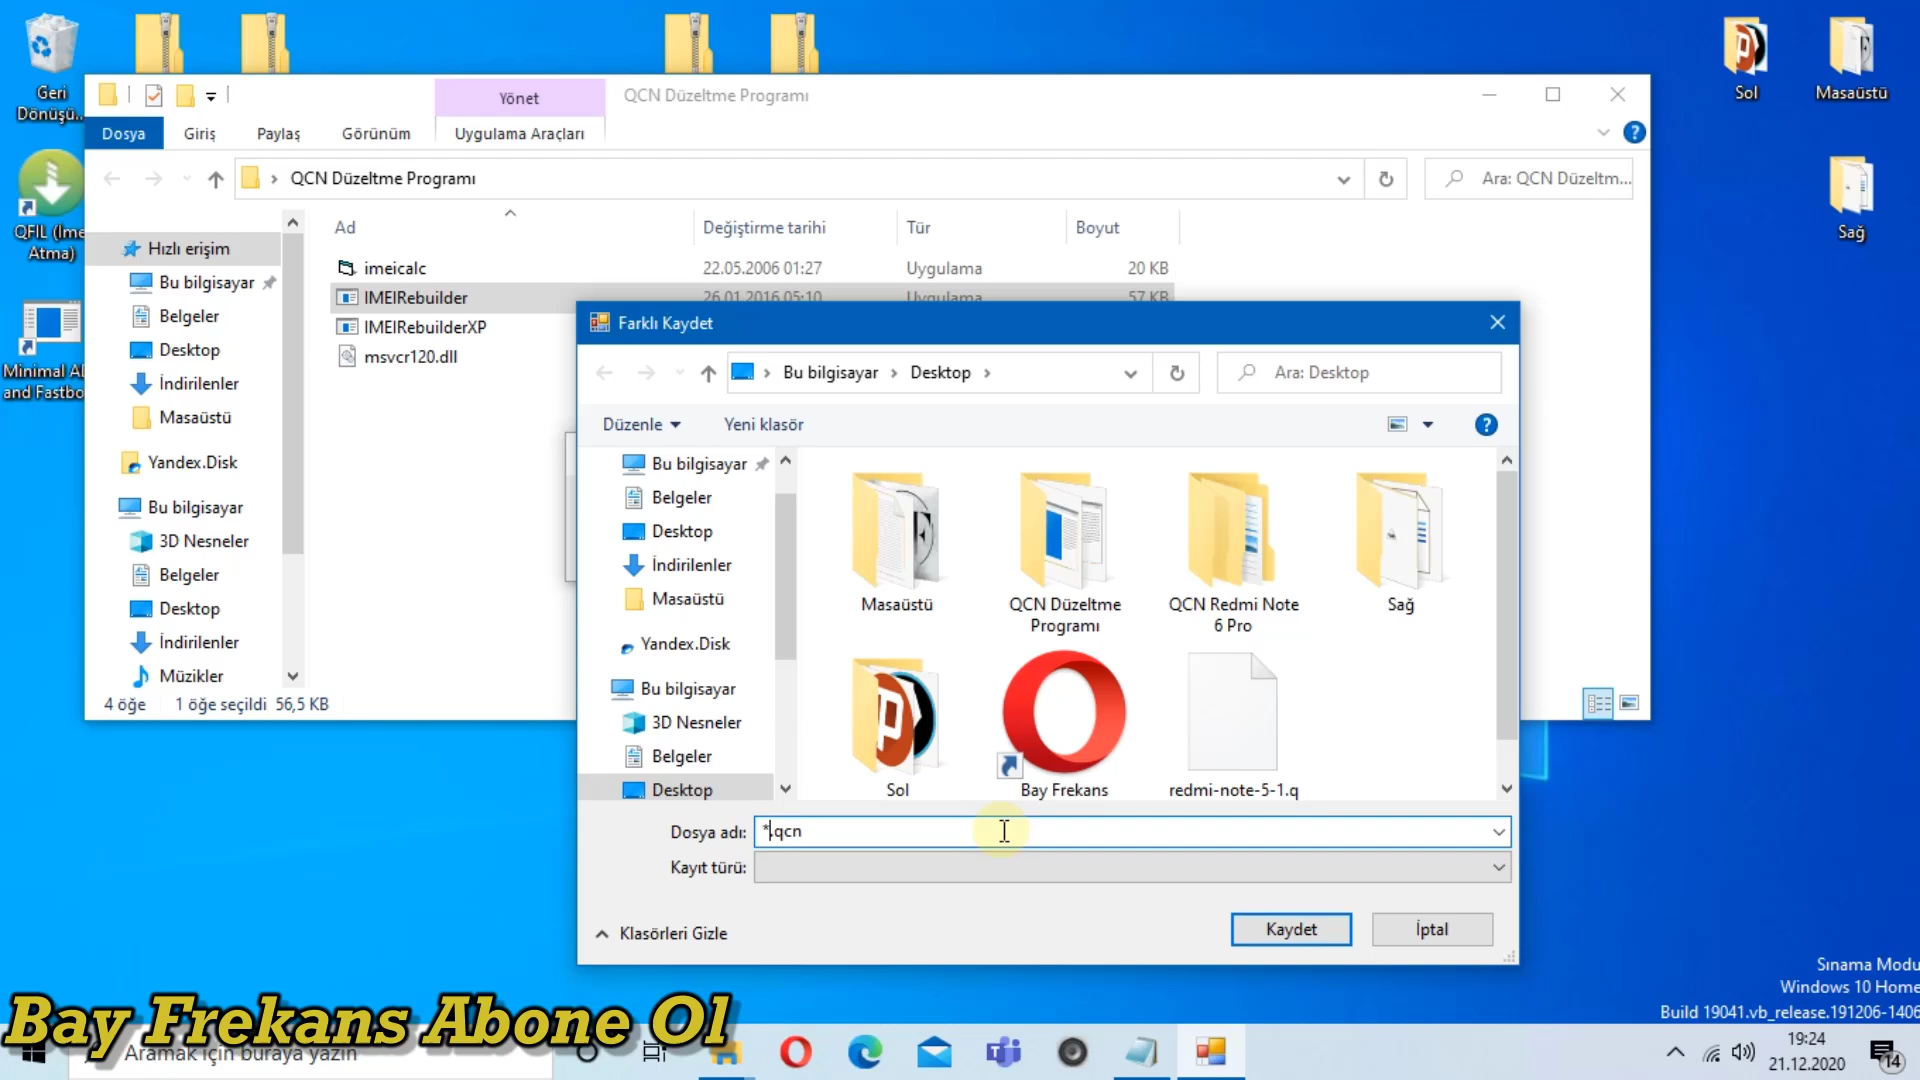 Geri
Dönüşü...
QFIL (Ime
Atma)
Minimal AD
and Fastbo
Sol
Masaüstü
Sağ
Yönet
QCN Düzeltme Programı
Dosya
Giriş
Paylaş
Görünüm
Uygulama Araçları
QCN Düzeltme Programı
Ara: QCN Düzeltm...
Ad
Değiştirme tarihi
Tür
Boyut
imeicalc
22.05.2006 01:27
Uygulama
20 KB
IMEIRebuilder
26.01.2016 05:10
Uygulama
57 KB
IMEIRebuilderXP
msvcr120.dll
Hızlı erişim
Bu bilgisayar
Belgeler
Desktop
İndirilenler
Masaüstü
Yandex.Disk
Bu bilgisayar
3D Nesneler
Belgeler
Desktop
İndirilenler
Müzikler
4 öğe
1 öğe seçildi 56,5 KB
Farklı Kaydet
Bu bilgisayar
Desktop
Ara: Desktop
Düzenle
Yeni klasör
Bu bilgisayar
Belgeler
Desktop
İndirilenler
Masaüstü
Yandex.Disk
Bu bilgisayar
3D Nesneler
Belgeler
Desktop
Masaüstü
QCN Düzeltme
Programı
QCN Redmi Note
6 Pro
Sağ
Sol
Bay Frekans
redmi-note-5-1.q
Dosya adı:
*.qcn
Kayıt türü:
Klasörleri Gizle
Kaydet
İptal
Sınama Modu
Windows 10 Home
Build 19041.vb_release.191206-1406
Bay Frekans Abone Ol
Aramak için buraya yazın
19:24
21.12.2020
14